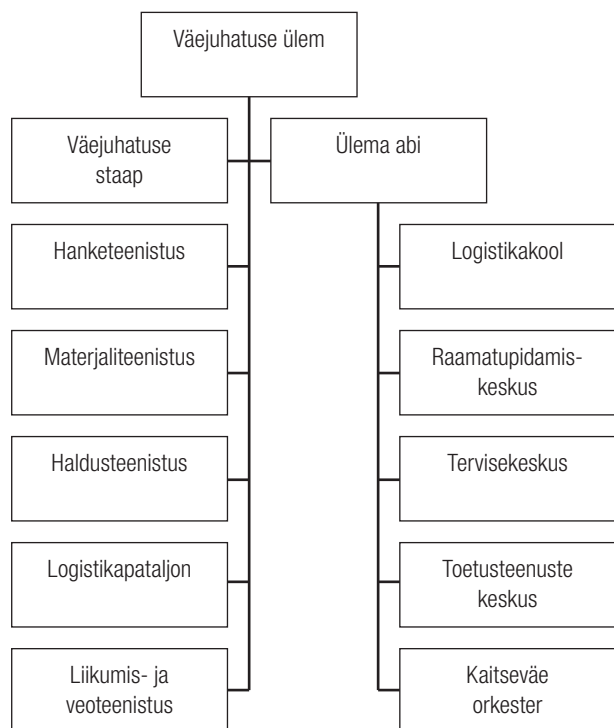 Väejuhatuse ülem
Väejuhatuse
staap
Ülema abi
Hanketeenistus
Logistikakool
Materjaliteenistus
Raamatupidamis-
keskus
Haldusteenistus
Tervisekeskus
Logistikapataljon
Toetusteenuste
keskus
Liikumis- ja
veoteenistus
Kaitseväe
orkester